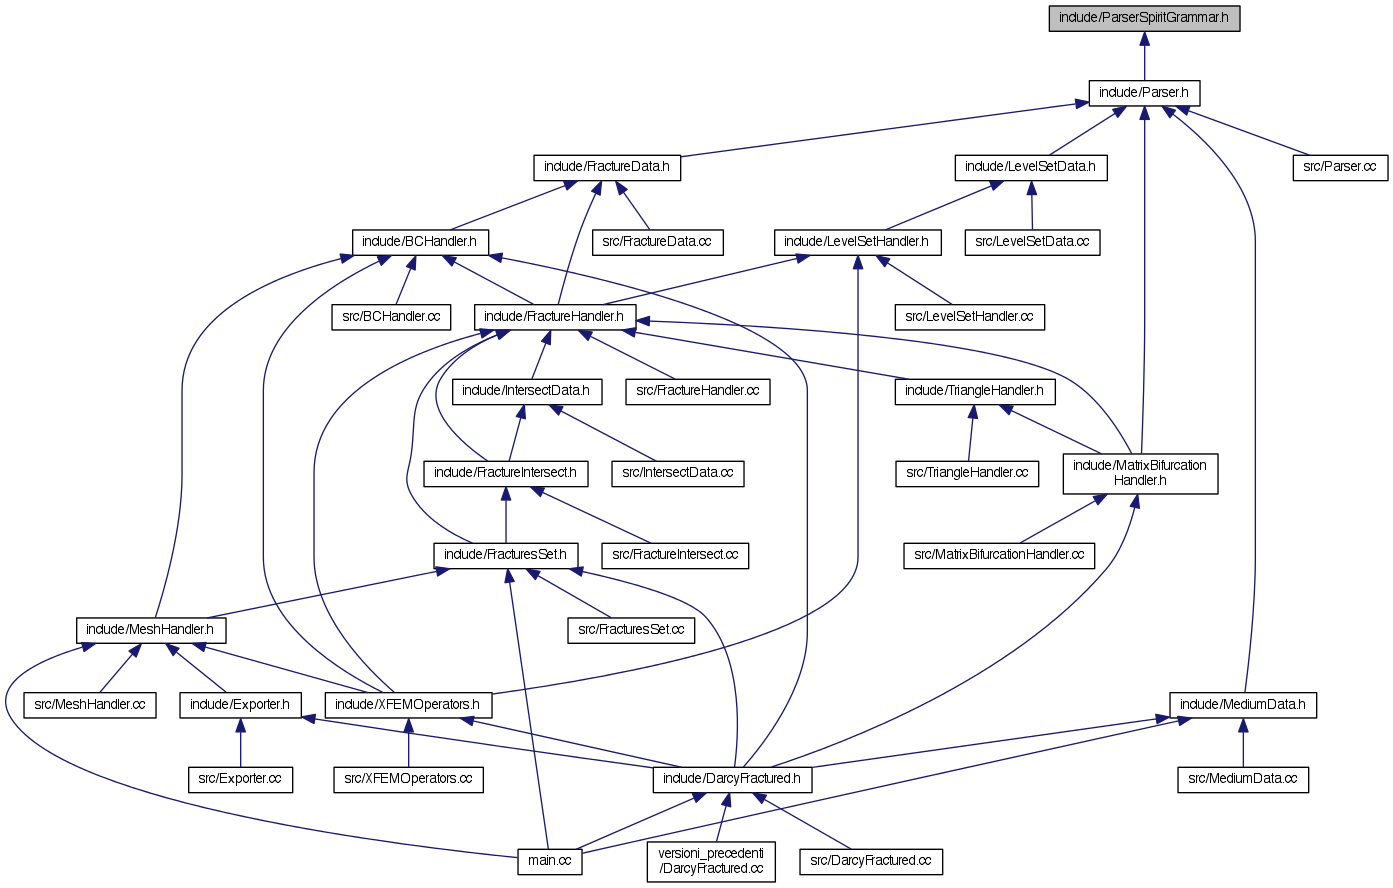 include/ParserSpiritGrammar.h
include/Parser.h
include/FractureData.h
include/LevelSetData.h
src/Parser.cc
include/BCHandler.h
src/FractureData.cc
include/LevelSetHandler.h
src/LevelSetData.cc
src/BCHandler.cc
include/FractureHandler.h
src/LevelSetHandler.cc
include/IntersectData.h
src/FractureHandler.cc
include/TriangleHandler.h
include/FractureIntersect.h
src/IntersectData.cc
src/TriangleHandler.cc
include/MatrixBifurcation
Handler.h
include/FracturesSet.h
src/FractureIntersect.cc
src/MatrixBifurcationHandler.cc
include/MeshHandler.h
src/FracturesSet.cc
src/MeshHandler.cc
include/Exporter.h
include/XFEMOperators.h
include/MediumData.h
src/Exporter.cc
src/XFEMOperators.cc
include/DarcyFractured.h
src/MediumData.cc
main.cc
versioni_precedenti
/DarcyFractured.cc
src/DarcyFractured.cc